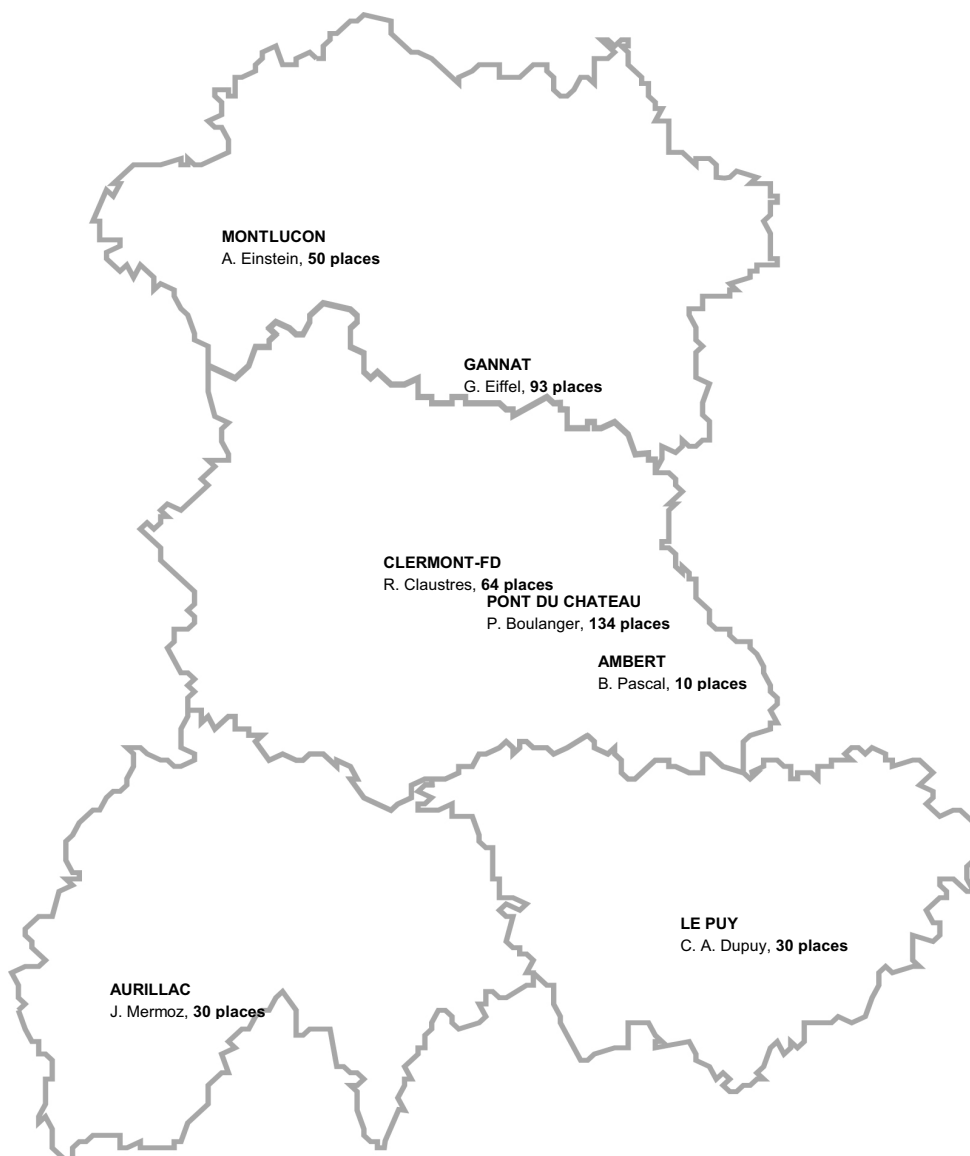 MONTLUCON
A. Einstein, 50 places
GANNAT
G. Eiffel, 93 places
CLERMONT-FD
R. Claustres, 64 places
PONT DU CHATEAU
P. Boulanger, 134 places
AMBERT
B. Pascal, 10 places
LE PUY
C. A. Dupuy, 30 places
AURILLAC
J. Mermoz, 30 places